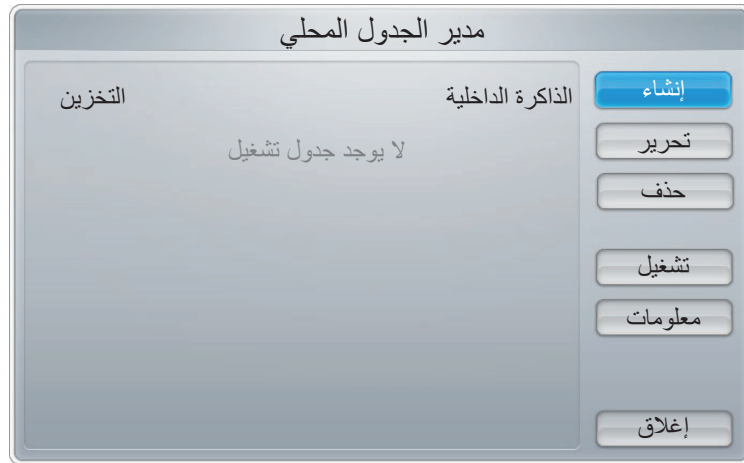 مدير الجدول المحلي
الذاكرة الداخلية
التخزين
لا يوجد جدول تشغيل
إنشاء
تحرير
حذف
تشغيل
معلومات
إغلاق